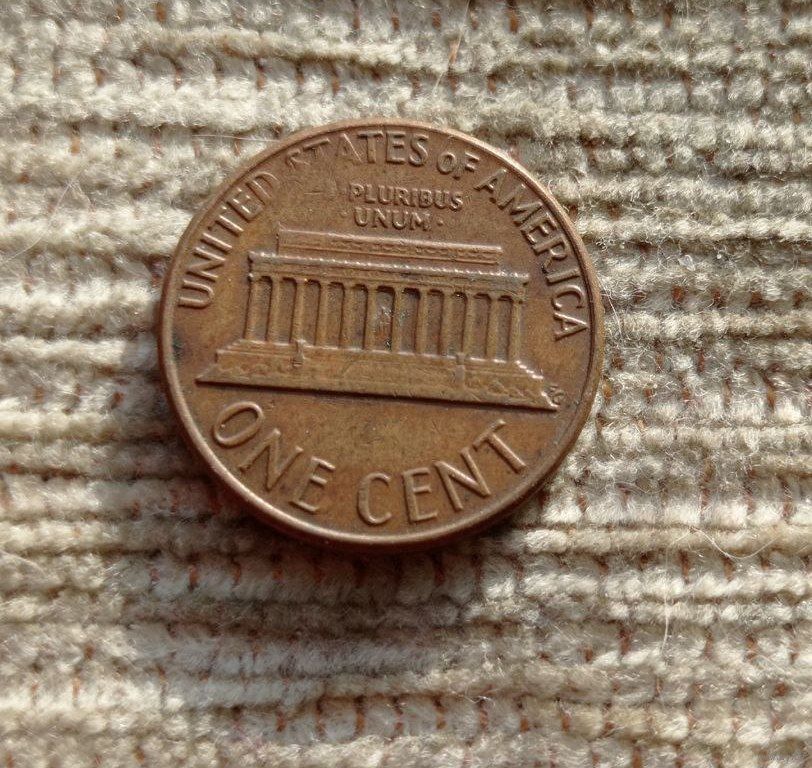 UNITED STATES OF AMERICA
PLURIBUS
UNUM
ONE CENT